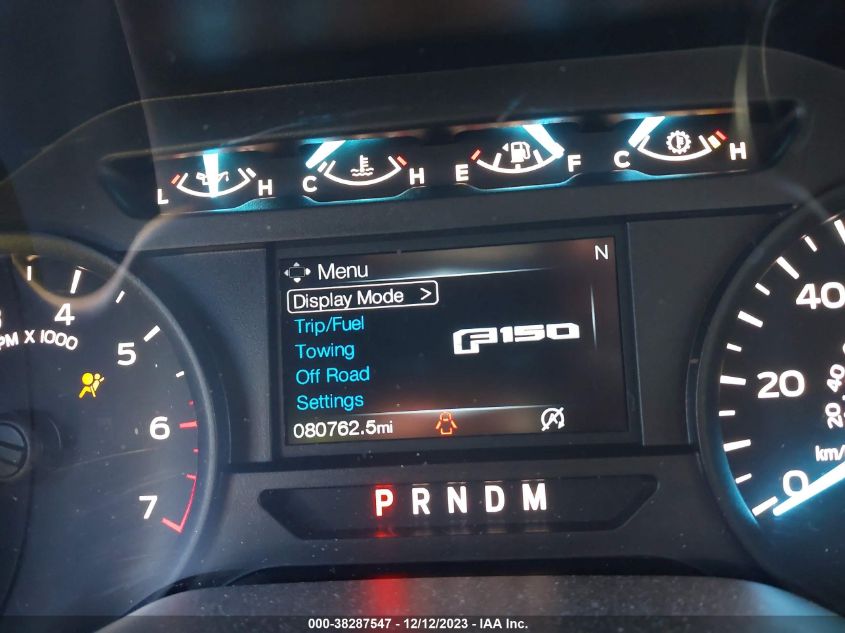 L H C H E F C P H
N
Menu
Display Mode >
Trip/Fuel
Towing
Off Road
Settings
F150
080762.5mi
P R N D M
4
5
6
7
X 1000
0
20
40
20 40
km/
000-38287547 - 12/12/2023 - IAA Inc.